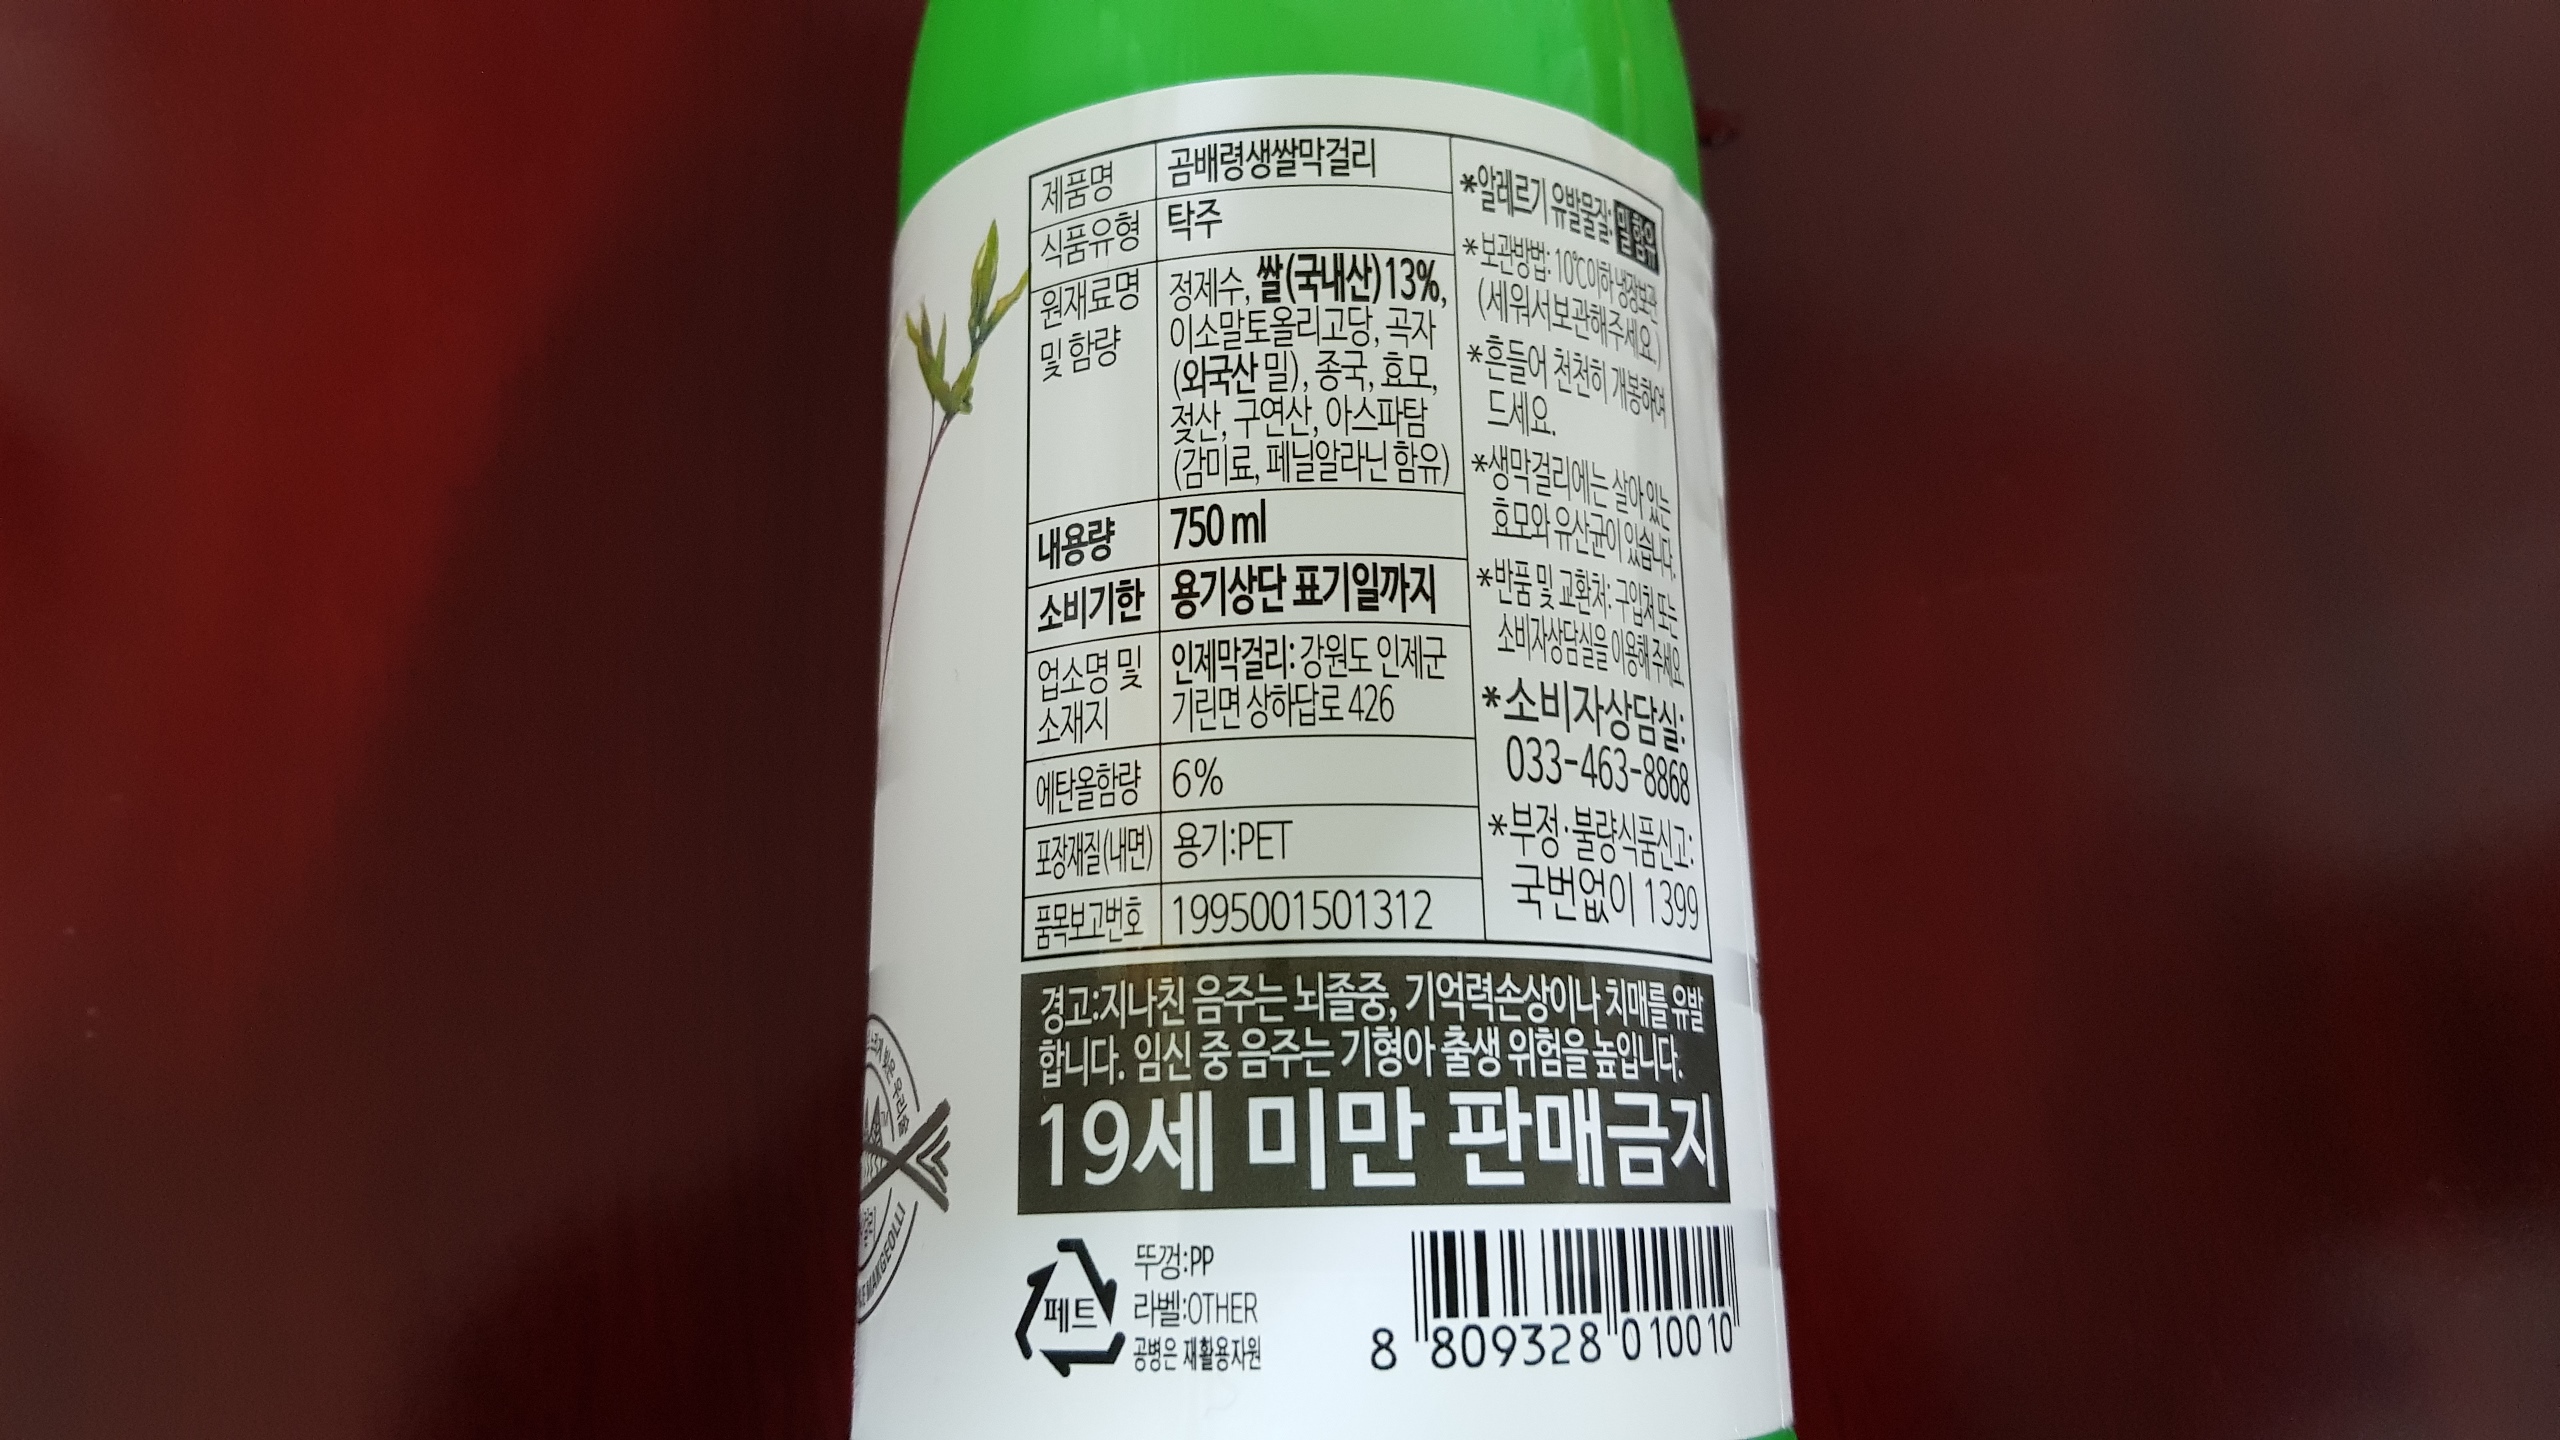 제품명
곰배령생쌀막걸리
식품유형
탁주
원재료명
및 함량
정제수, 쌀(국내산)13%,
이소말토올리고당, 곡자
(외국산 밀), 종국, 효모,
젖산, 구연산, 아스파탐
(감미료, 페닐알라닌 함유)
내용량
750 ml
소비기한
용기상단 표기일까지
업소명 및
소재지
인제막걸리: 강원도 인제군
기린면 상하답로 426
에탄올함량
6%
포장재질(내면)
용기:PET
품목보고번호
1995001501312
*알레르기 유발물질: 밀 함유
*보관방법: 10℃이하 냉장보관
(세워서보관해주세요.)
*흔들어 천천히 개봉하여
드세요.
*생막걸리에는 살아 있는
효모와 유산균이 있습니다.
*반품 및 교환처: 구입처 또는
소비자상담실을 이용해 주세요.
*소비자상담실:
033-463-8868
*부정·불량식품신고:
국번없이 1399
경고:지나친 음주는 뇌졸중, 기억력손상이나 치매를 유발
합니다. 임신 중 음주는 기형아 출생 위험을 높입니다.
19세 미만 판매금지
페트
뚜껑:PP
라벨:OTHER
공병은 재활용자원
8 809328 010010
빚은 우리술
MAKGEOLLI